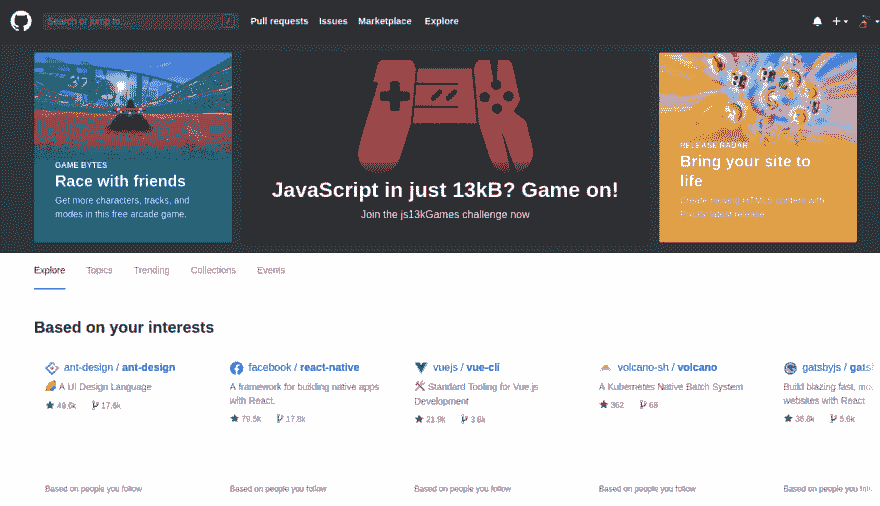 Search or jump to...
/
Pull requests Issues Marketplace Explore
GAME BYTES
Race with friends
Get more characters, tracks, and
modes in this free arcade game.
JavaScript in just 13kB? Game on!
Join the js13kGames challenge now
RELEASE RADAR
Bring your site to
life
Explore Topics Trending Collections Events
Based on your interests
ant-design / ant-design
A UI Design Language
49.6k 17.6k
Based on people you follow
facebook / react-native
A framework for building native apps
with React.
79.5k 17.8k
Based on people you follow
vuejs / vue-cli
Standard Tooling for Vue.js
Development
21.9k 3.6k
Based on people you follow
volcano-sh / volcano
A Kubernetes Native Batch System
362 68
Based on people you follow
gatsbyjs /
Build blazing fast,
websites with React
36.8k 5.6k
Based on people you